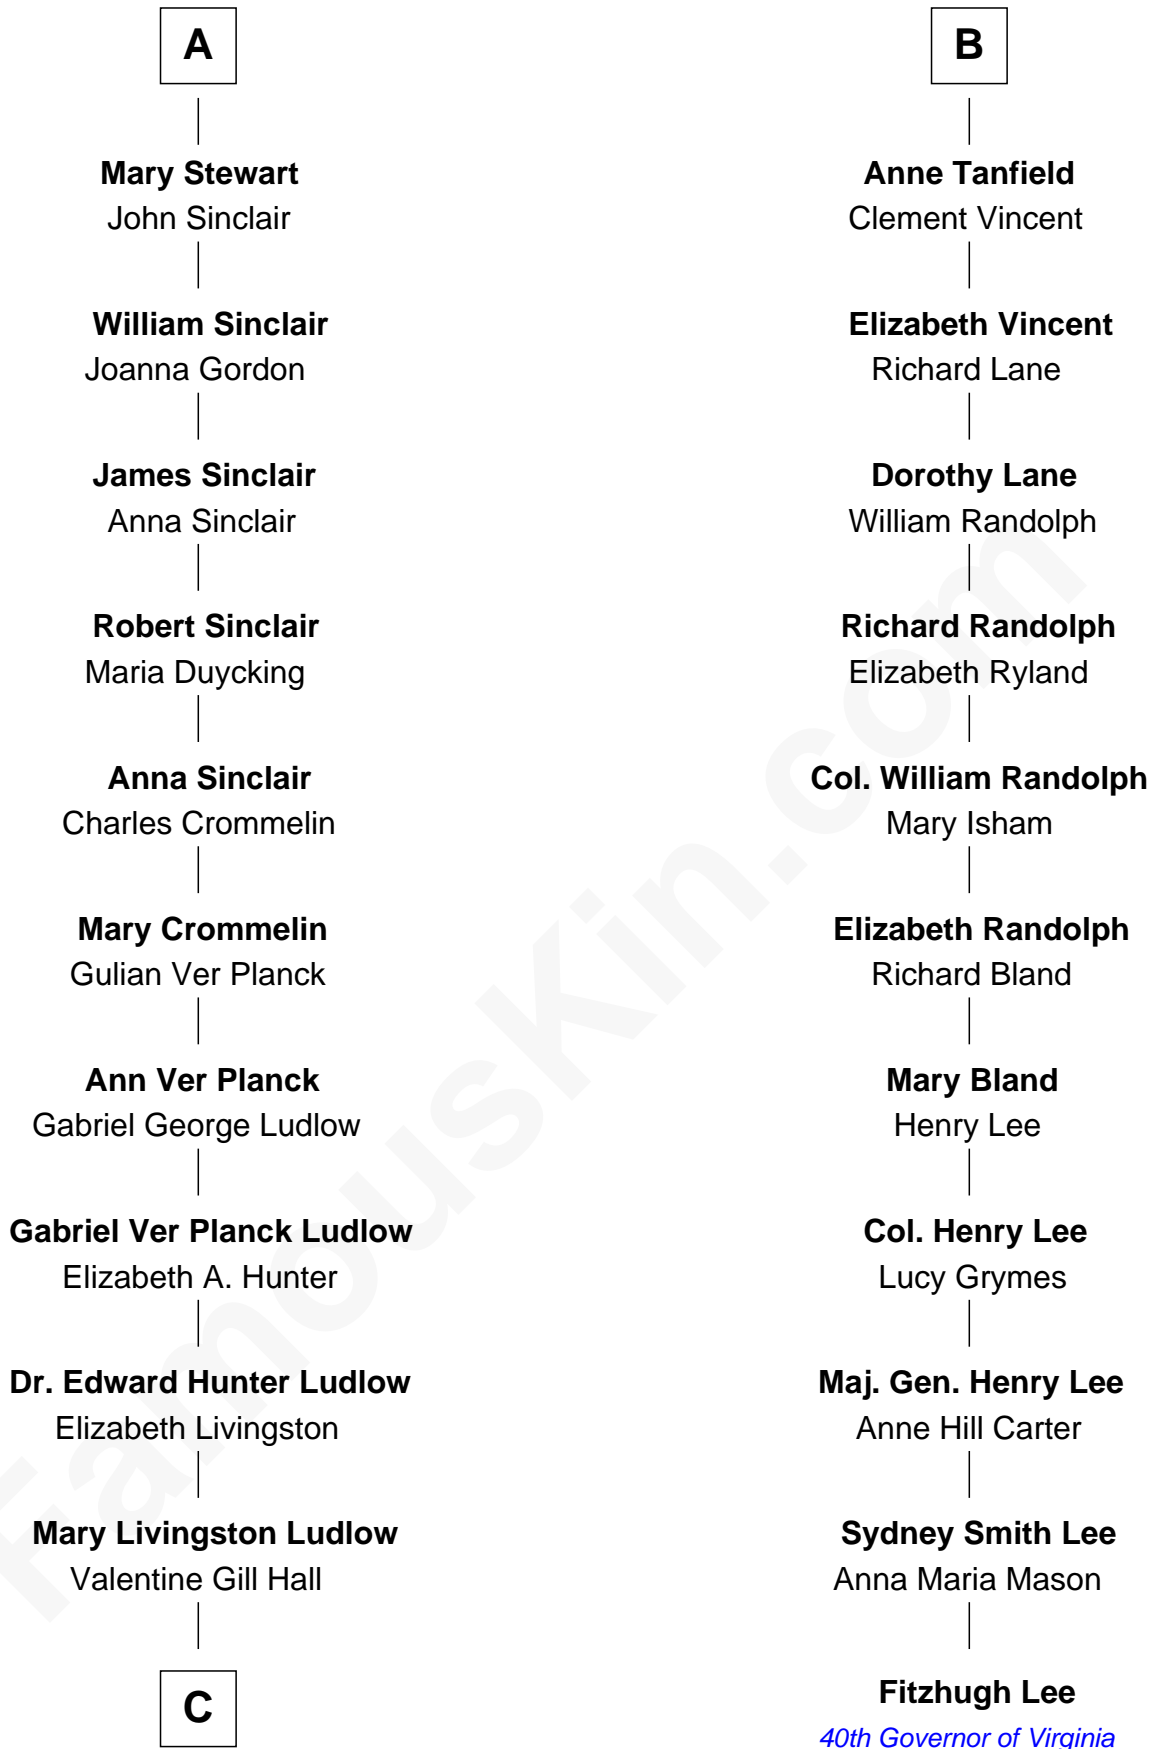 A
Mary Stewart
John Sinclair
William Sinclair
Joanna Gordon
James Sinclair
Anna Sinclair
Robert Sinclair
Maria Duycking
Anna Sinclair
Charles Crommelin
Mary Crommelin
Gulian Ver Planck
Ann Ver Planck
Gabriel George Ludlow
Gabriel Ver Planck Ludlow
Elizabeth A. Hunter
Dr. Edward Hunter Ludlow
Elizabeth Livingston
Mary Livingston Ludlow
Valentine Gill Hall
C
B
Anne Tanfield
Clement Vincent
Elizabeth Vincent
Richard Lane
Dorothy Lane
William Randolph
Richard Randolph
Elizabeth Ryland
Col. William Randolph
Mary Isham
Elizabeth Randolph
Richard Bland
Mary Bland
Henry Lee
Col. Henry Lee
Lucy Grymes
Maj. Gen. Henry Lee
Anne Hill Carter
Sydney Smith Lee
Anna Maria Mason
Fitzhugh Lee
40th Governor of Virginia
FamousKin.com